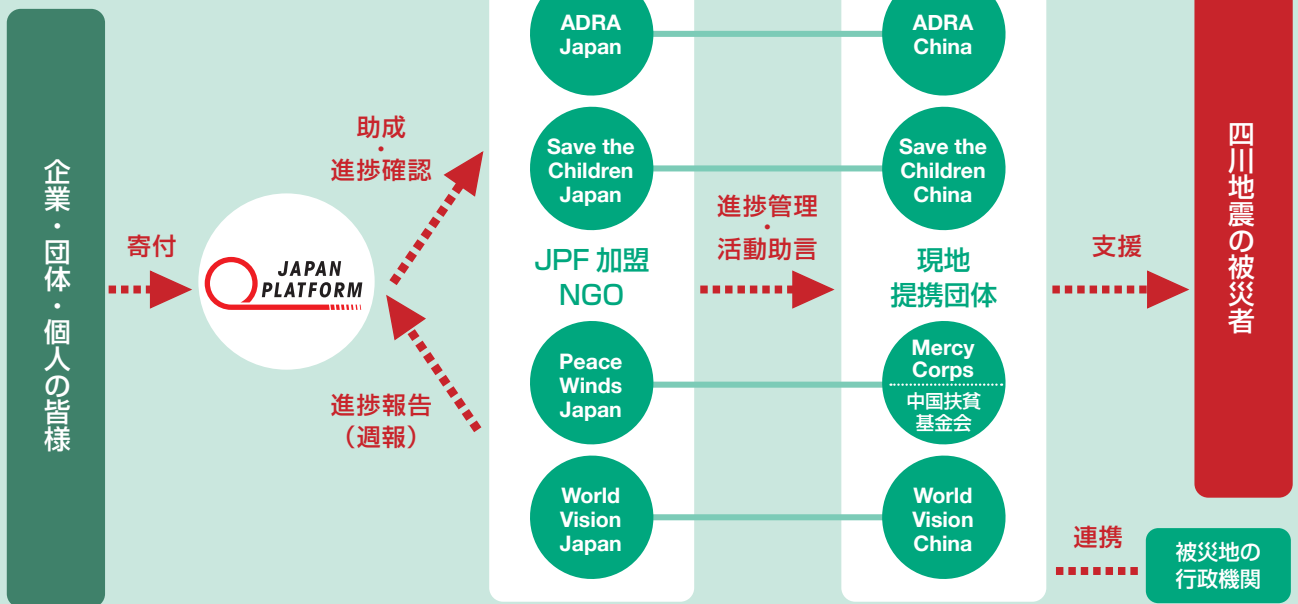 企業・団体・個人の皆様
寄付
JAPAN
PLATFORM
助成
・
進捗確認
進捗報告
（週報）
ADRA
Japan
Save the
Children
Japan
JPF 加盟
NGO
Peace
Winds
Japan
World
Vision
Japan
進捗管理
・
活動助言
ADRA
China
Save the
Children
China
現地
提携団体
Mercy
Corps
中国扶貧
基金会
World
Vision
China
支援
四川地震の被災者
連携
被災地の
行政機関